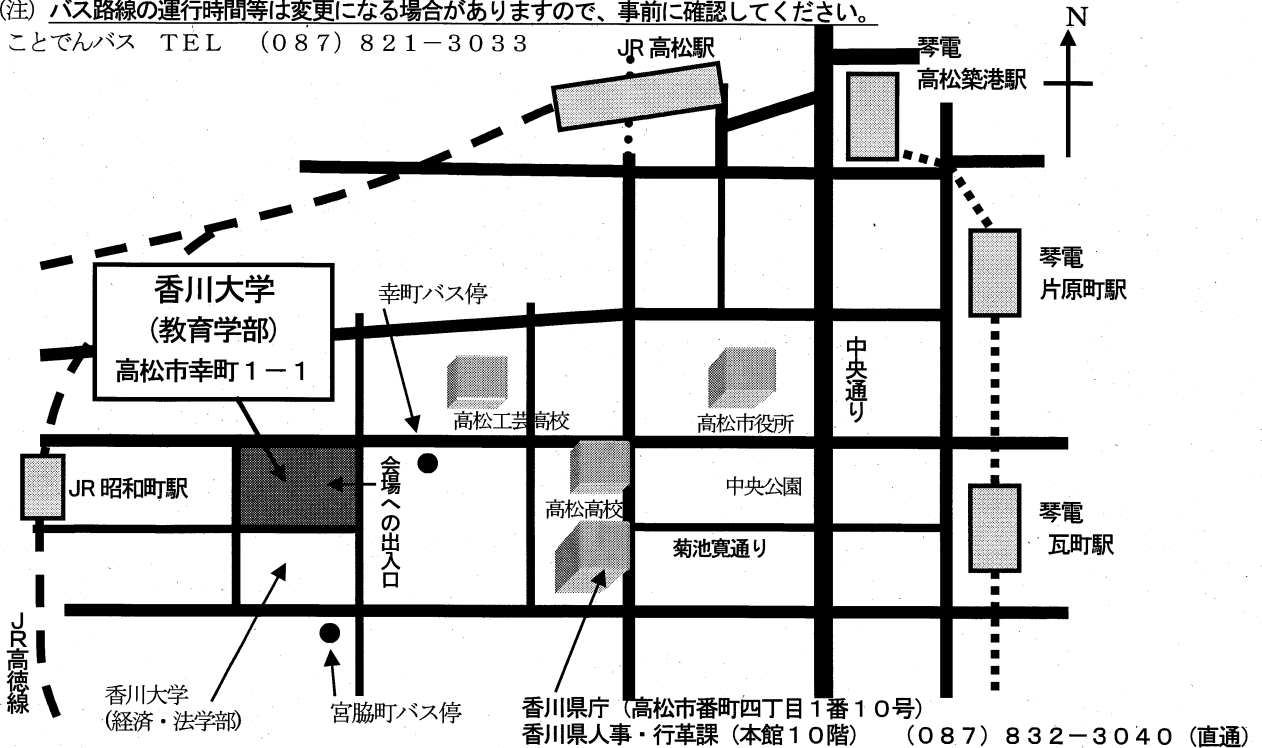 (注) バス路線の運行時間等は変更になる場合がありますので、事前に確認してください。
ことでんバス　ＴＥＬ　（０８７）８２１－３０３３
JR 高松駅
琴電
高松築港駅
N
琴電
片原町駅
香川大学
（教育学部）
高松市幸町１－１
幸町バス停
中央通り
高松工芸高校
高松市役所
JR 昭和町駅
会場への出入口
高松高校
中央公園
琴電
瓦町駅
菊池寛通り
JR高徳線
香川大学
（経済・法学部）
宮脇町バス停
香川県庁（高松市番町四丁目１番１０号）
香川県人事・行革課（本館１０階）　（０８７）８３２－３０４０（直通）